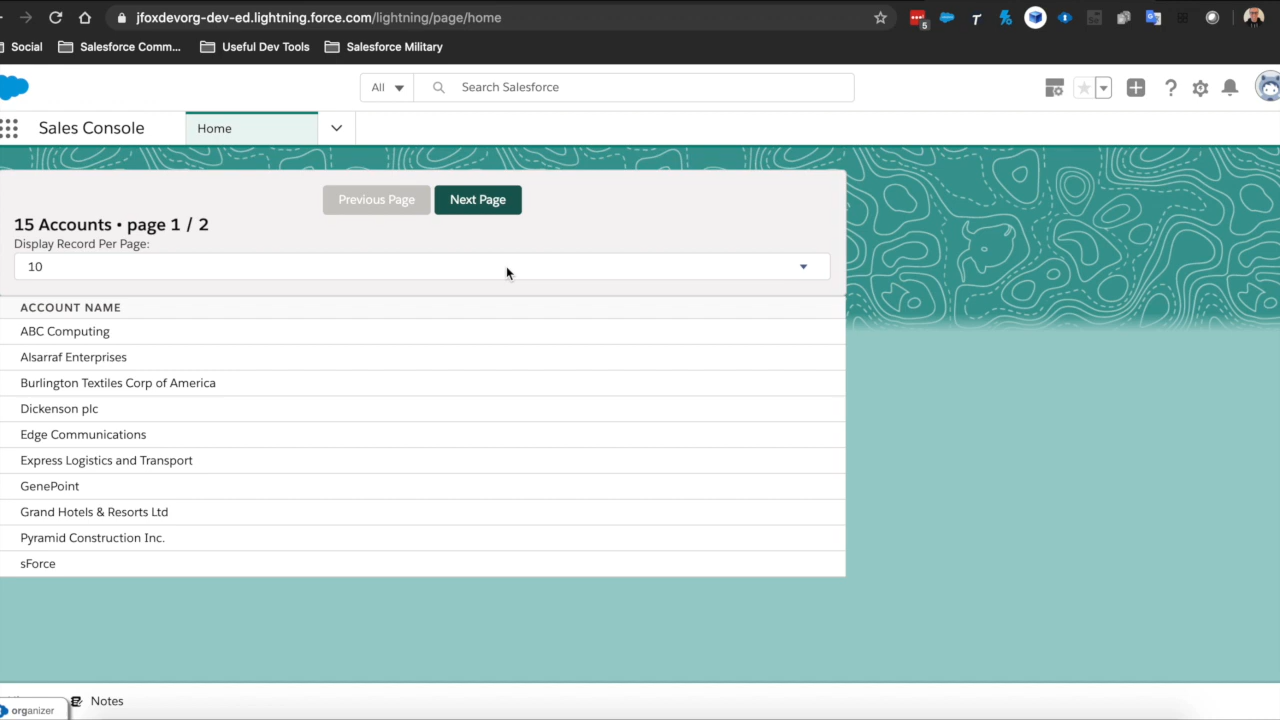 jfoxdevorg-dev-ed.lightning.force.com/lightning/page/home
5
Social
Salesforce Comm...
Useful Dev Tools
Salesforce Military
All
Search Salesforce
Sales Console
Home
Previous Page
Next Page
15 Accounts • page 1 / 2
Display Record Per Page:
10
ACCOUNT NAME
ABC Computing
Alsarraf Enterprises
Burlington Textiles Corp of America
Dickenson plc
Edge Communications
Express Logistics and Transport
GenePoint
Grand Hotels & Resorts Ltd
Pyramid Construction Inc.
sForce
Notes
organizer